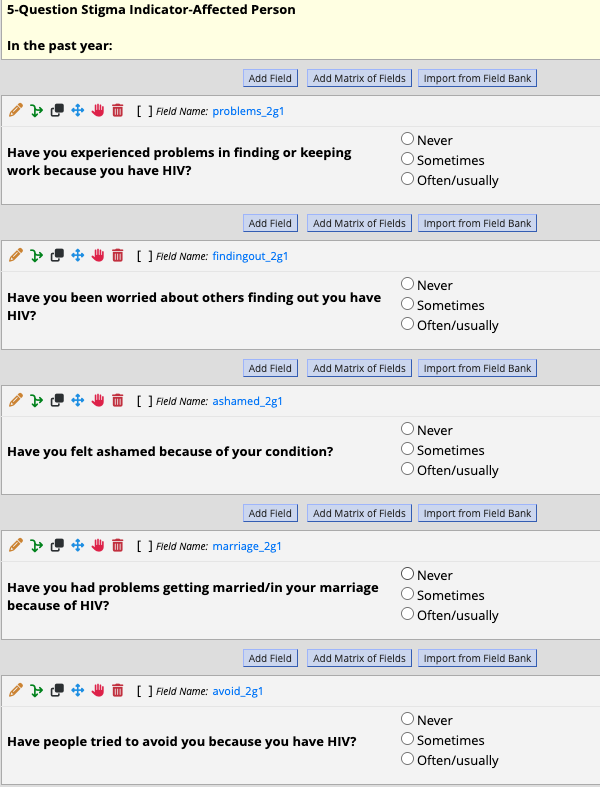 5-Question Stigma Indicator-Affected Person
In the past year:
Add Field Add Matrix of Fields Import from Field Bank
[ ] Field Name: problems_2g1
Have you experienced problems in finding or keeping
work because you have HIV?
Never
Sometimes
Often/usually
Add Field Add Matrix of Fields Import from Field Bank
[ ] Field Name: findingout_2g1
Have you been worried about others finding out you have
HIV?
Never
Sometimes
Often/usually
Add Field Add Matrix of Fields Import from Field Bank
[ ] Field Name: ashamed_2g1
Have you felt ashamed because of your condition?
Never
Sometimes
Often/usually
Add Field Add Matrix of Fields Import from Field Bank
[ ] Field Name: marriage_2g1
Have you had problems getting married/in your marriage
because of HIV?
Never
Sometimes
Often/usually
Add Field Add Matrix of Fields Import from Field Bank
[ ] Field Name: avoid_2g1
Have people tried to avoid you because you have HIV?
Never
Sometimes
Often/usually